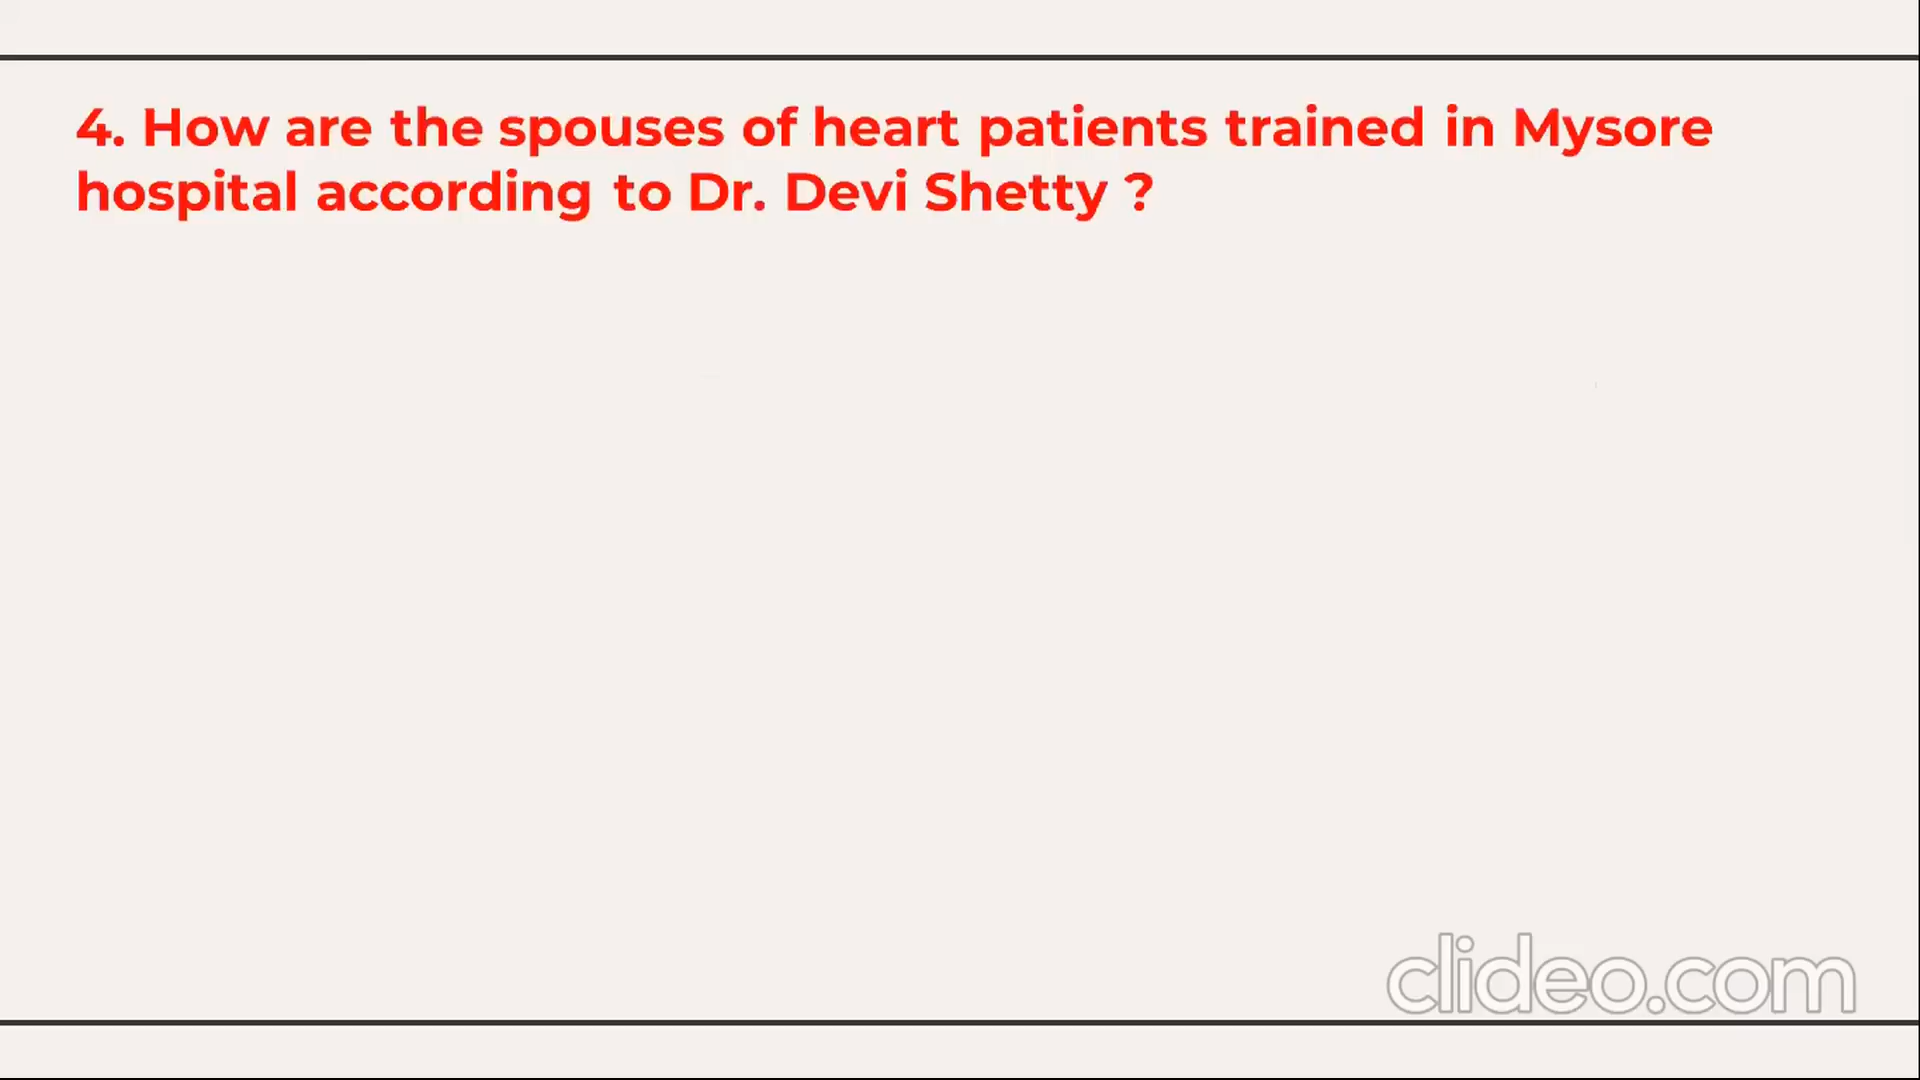 4. How are the spouses of heart patients trained in Mysore
hospital according to Dr. Devi Shetty ?
clideo.com